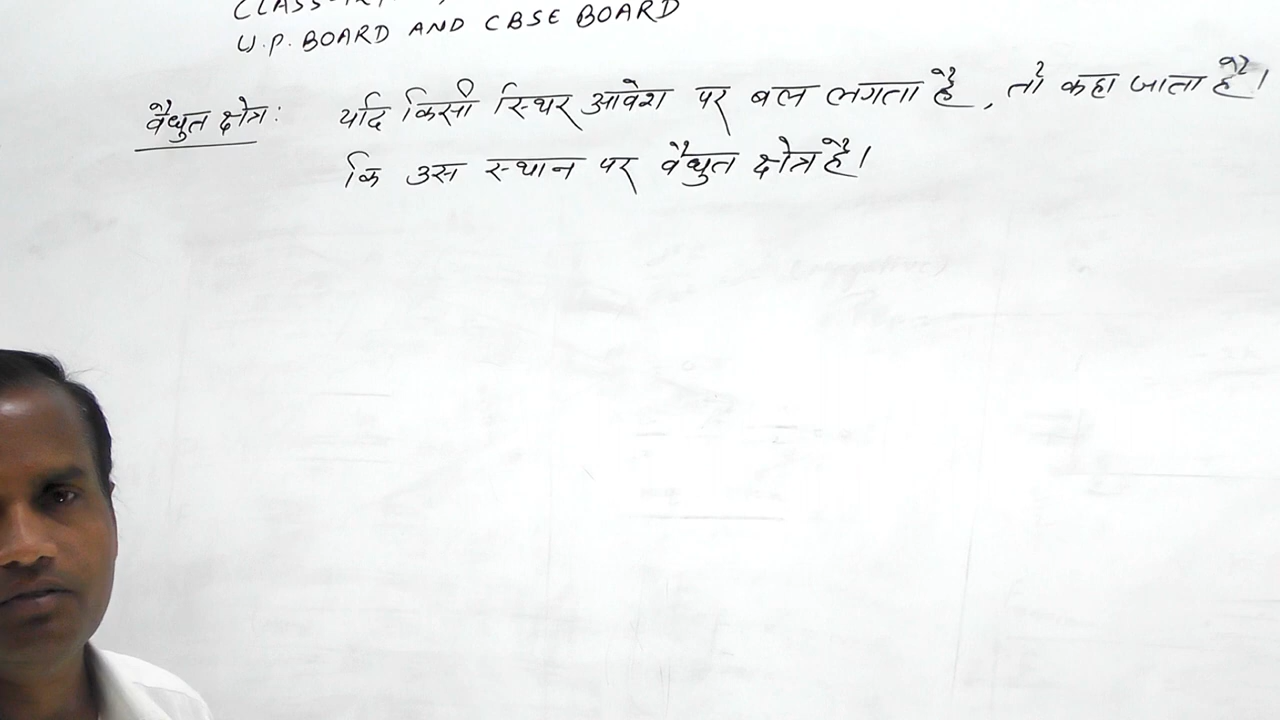 U.P. BOARD AND CBSE BOARD
वैधुत क्षेत्र: यदि किसी स्थिर आवेश पर बल लगता है, तो कहा जाता है।
कि उस स्थान पर वैधुत क्षेत्र है।